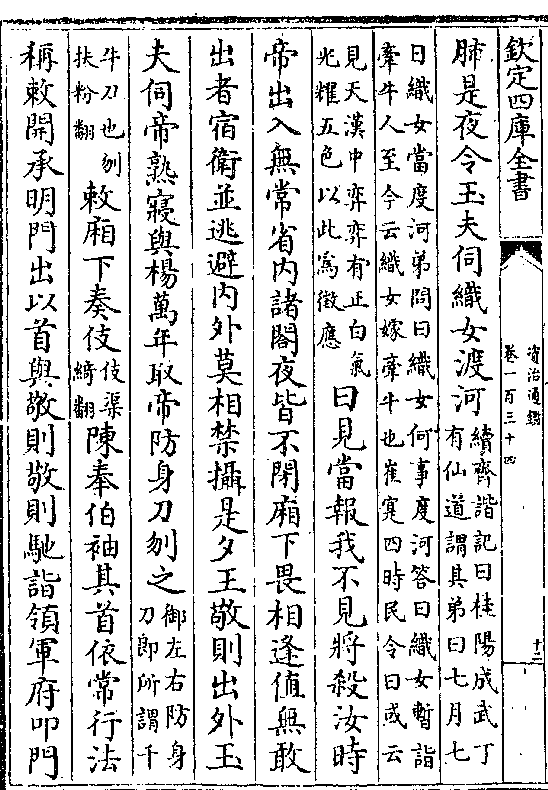 欽定四庫全書
資治通鑑
卷一百三十四
十二
肺是夜令玉夫伺織女渡河續齊諧記曰桂陽成武丁有仙道謂其弟曰七月七
日織女當度河弟問曰織女何事度河答曰織女暫詣牽牛人至今云織女嫁牽牛也崔寔四時民令曰或云
見天漢中弈弈有正白氣光耀五色以此為徵應曰見當報我不見將殺汝時
帝出入無常省内諸閤夜皆不閉廂下畏相逢值無敢
出者宿衛並逃避内外莫相禁攝是夕王敬則出外玉
夫伺帝熟寢與楊萬年取帝防身刀刎之御左右防身刀即所謂千
牛刀也刎扶粉翻敕廂下奏伎伎渠綺翻陳奉伯袖其首依常行法
稱敕開承明門出以首與敬則敬則馳詣領軍府叩門